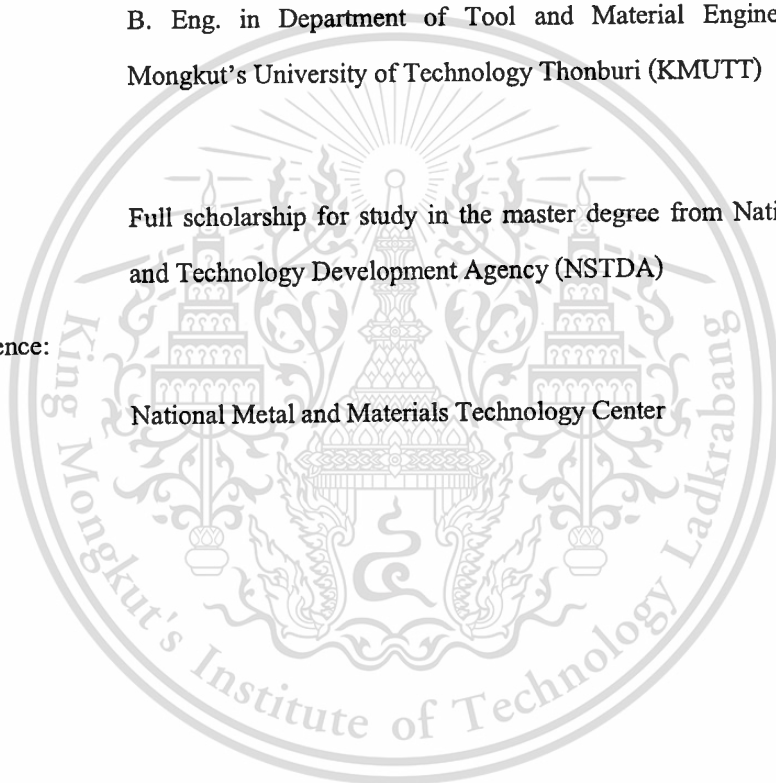 B. Eng. in Department of Tool and Material Engine
Mongkut's University of Technology Thonburi (KMUTT)
Full scholarship for study in the master degree from Nati
and Technology Development Agency (NSTDA)
ence:
National Metal and Materials Technology Center
King Mongkut's Institute of Technology Ladkrabang